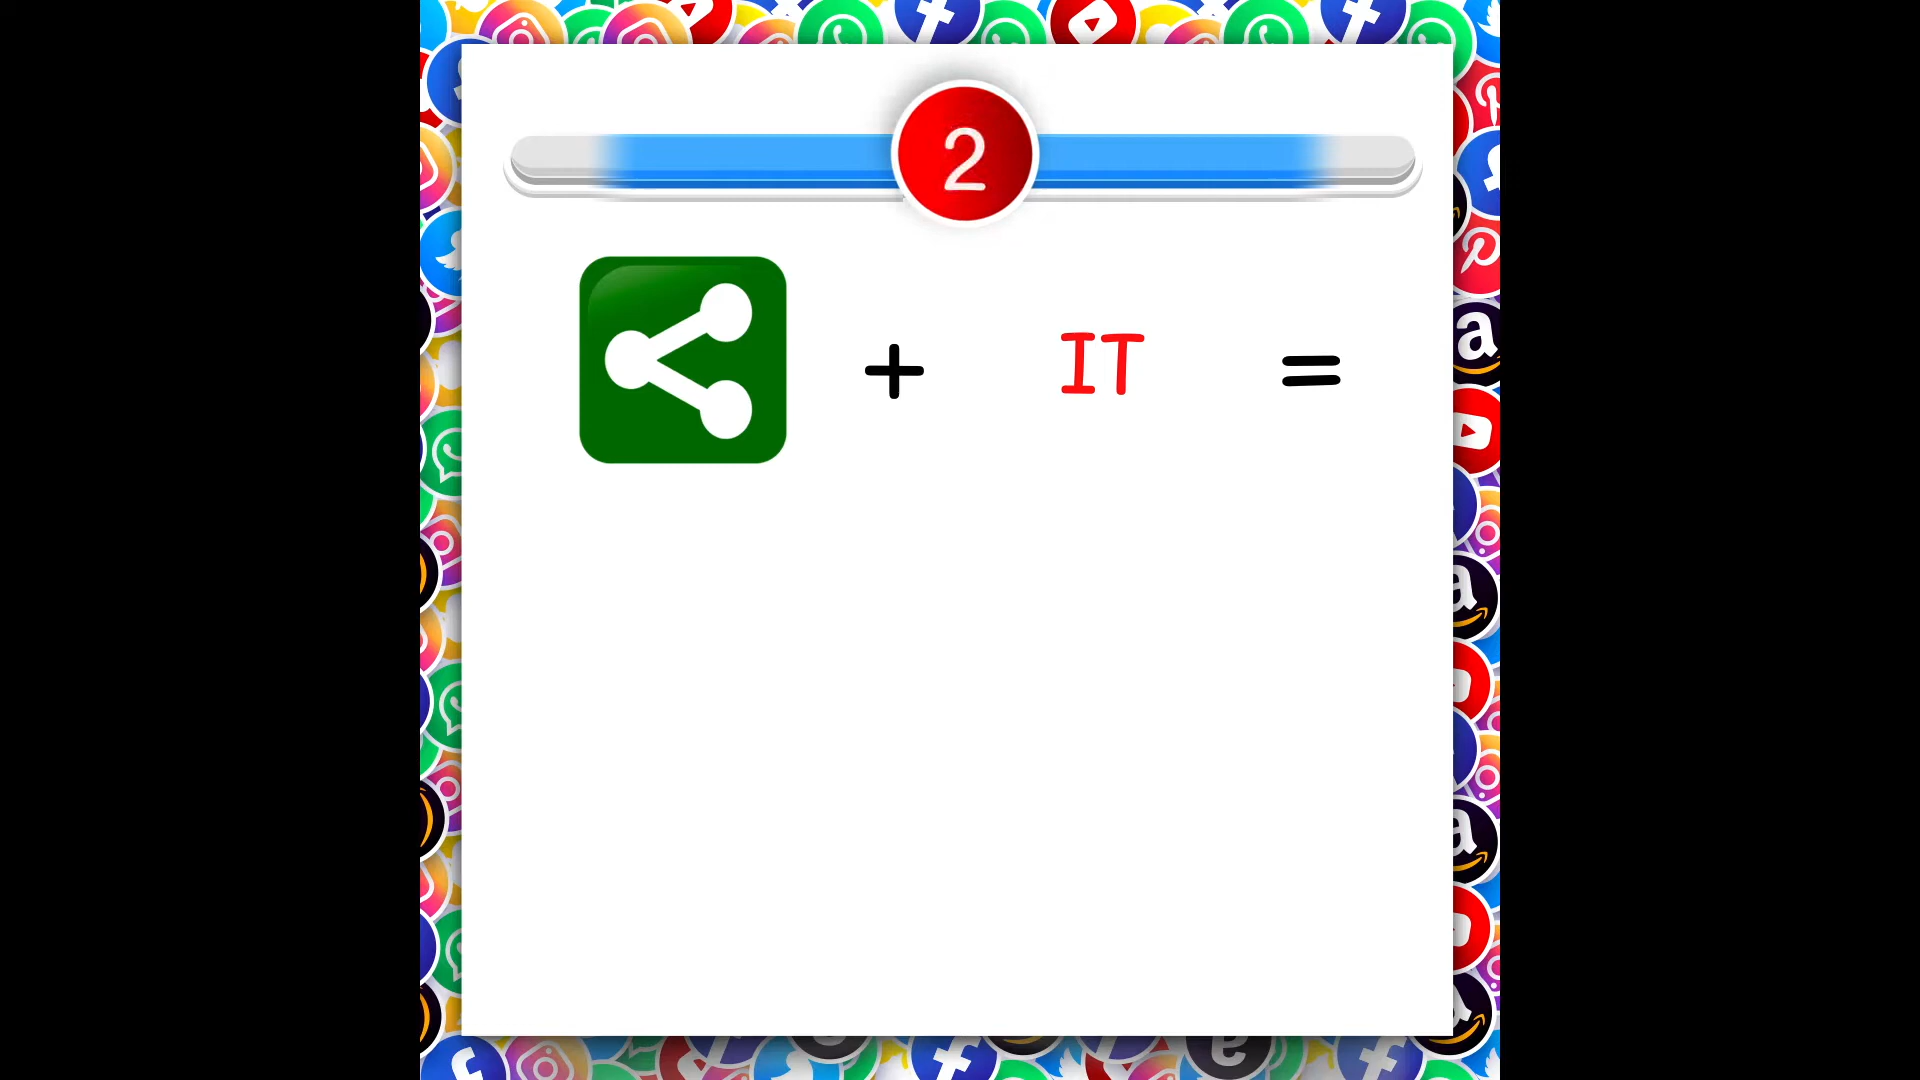 2
+ IT =